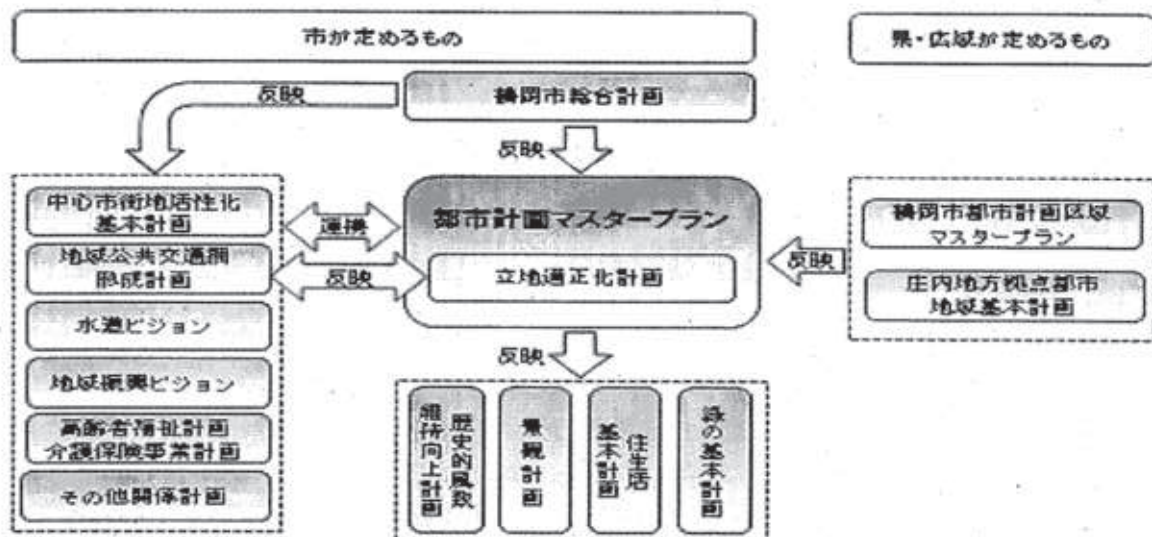 市が定めるもの
県・広域が定めるもの
反映
鶴岡市総合計画
反映
中心市街地活性化
基本計画
地域公共交通網
形成計画
水道ビジョン
地域振興ビジョン
高齢者福祉計画
介護保険事業計画
その他関係計画
連携
反映
都市計画マスタープラン
立地適正化計画
反映
鶴岡市都市計画区域
マスタープラン
庄内地方拠点都市
地域基本計画
反映
歴史的風致
維持向上計画
景観計画
住生活
基本計画
緑の基本計画